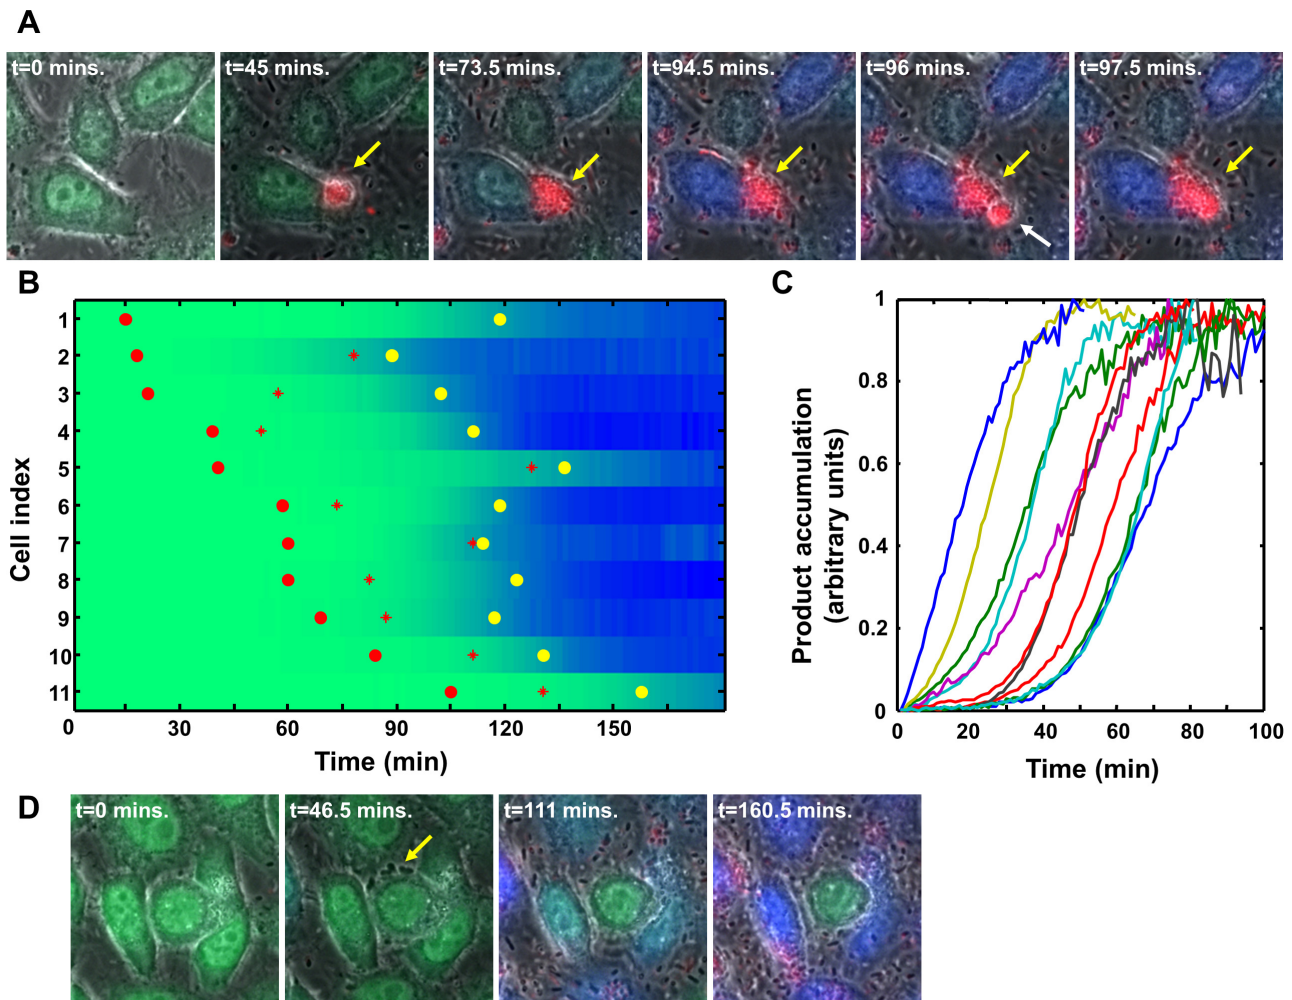 A
t=0 mins.
t=45 mins.
t=73.5 mins.
t=94.5 mins.
t=96 mins.
t=97.5 mins.
B
Cell index
1
2
3
4
5
6
7
8
9
10
11
0
30
60
90
120
150
Time (min)
C
Product accumulation
(arbitrary units)
1
0.8
0.6
0.4
0.2
0
0
20
40
60
80
100
Time (min)
D
t=0 mins.
t=46.5 mins.
t=111 mins.
t=160.5 mins.